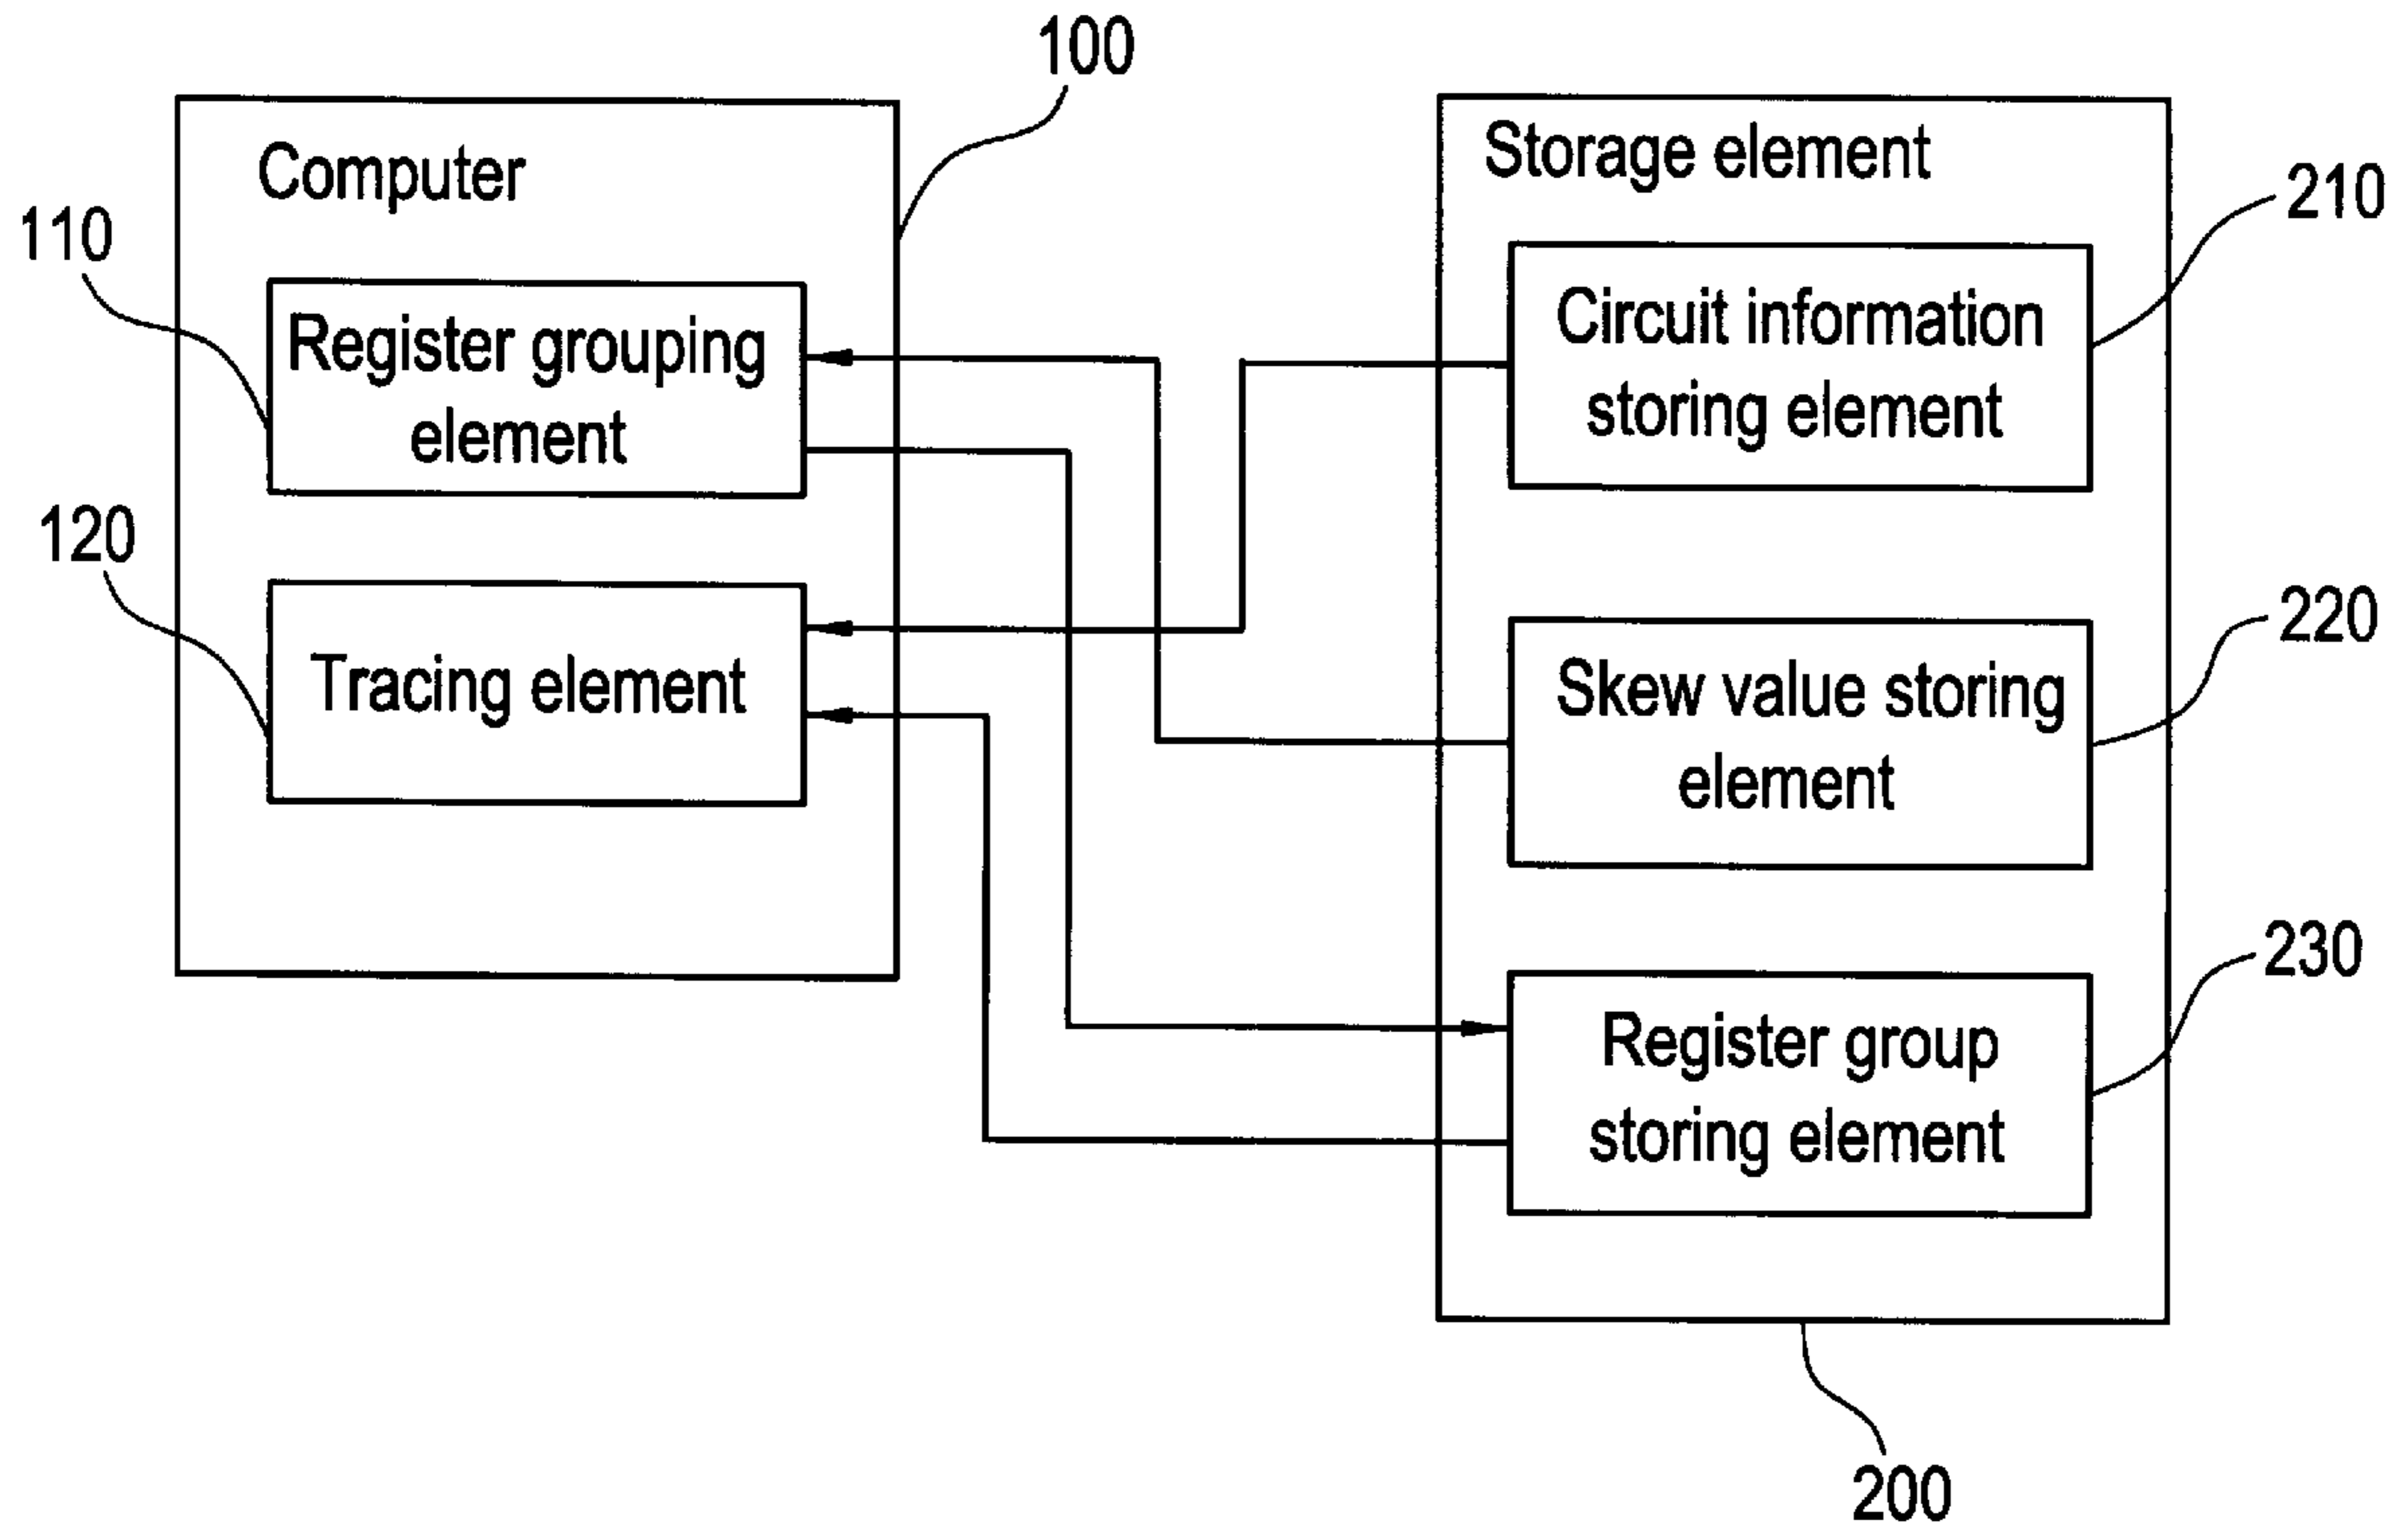 100
Computer
Storage element
210
110
Register grouping
element
Circuit information
storing element
120
Tracing element
220
Skew value storing
element
230
Register group
storing element
200